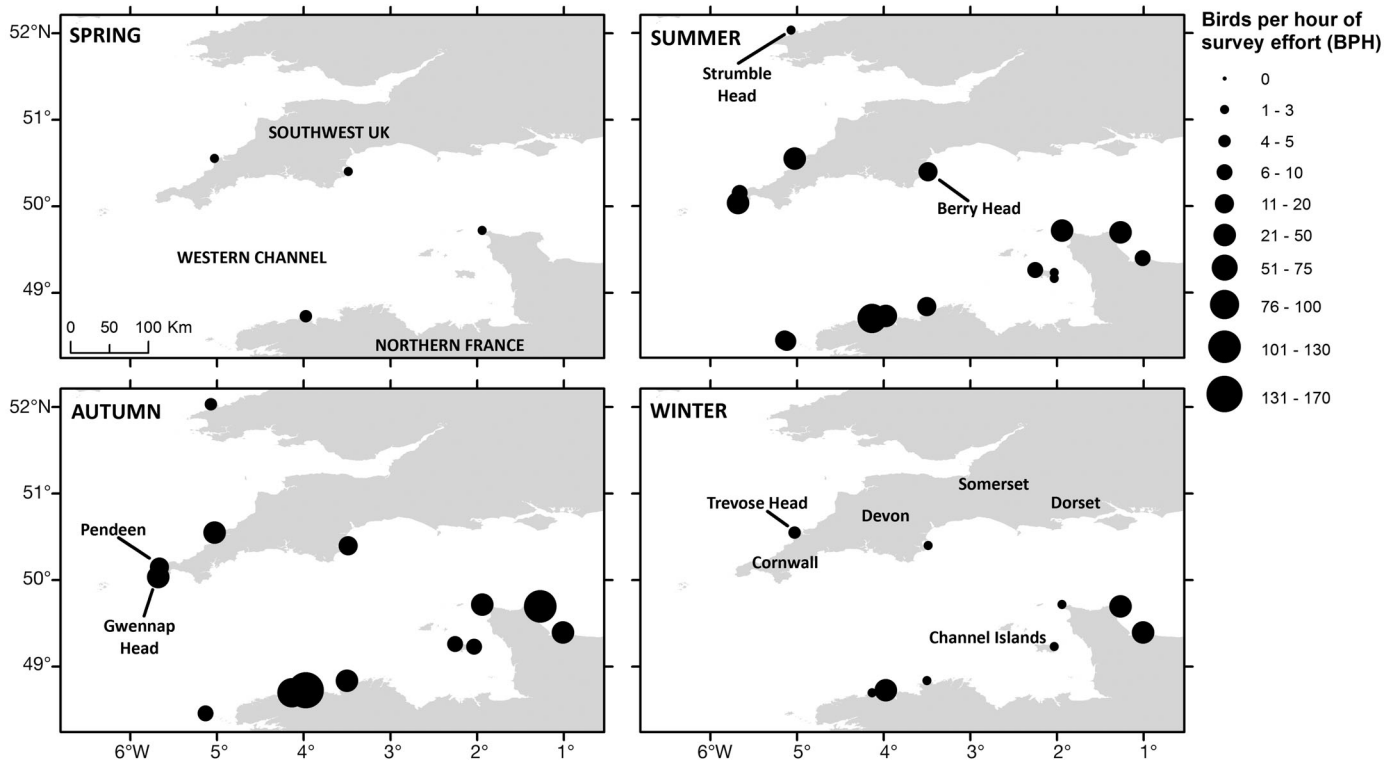 SPRING
52°N
51°
50°
49°
SOUTHWEST UK
WESTERN CHANNEL
0 50 100 Km
NORTHERN FRANCE
SUMMER
Strumble
Head
Berry Head
Birds per hour of
survey effort (BPH)
0
1 - 3
4 - 5
6 - 10
11 - 20
21 - 50
51 - 75
76 - 100
101 - 130
131 - 170
AUTUMN
52°N
51°
50°
49°
Pendeen
Gwennap
Head
6°W 5° 4° 3° 2° 1°
WINTER
Trevose Head
Somerset
Devon
Dorset
Cornwall
Channel Islands
6°W 5° 4° 3° 2° 1°